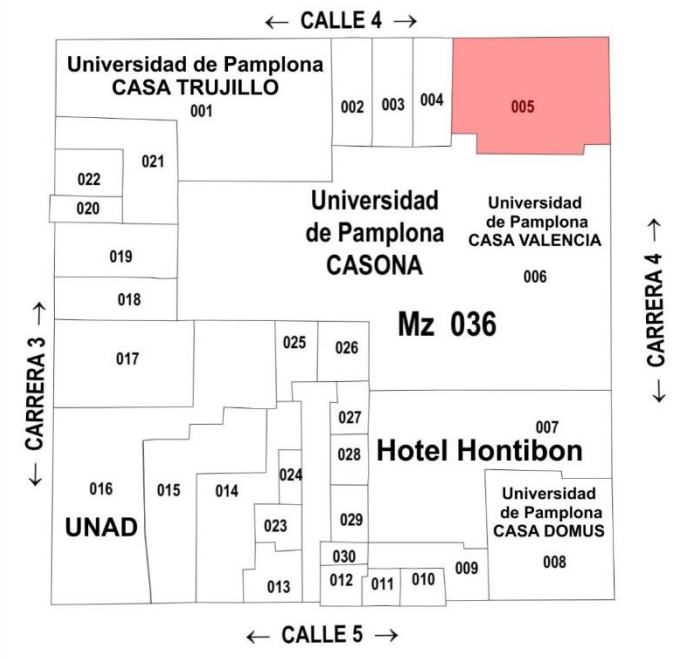 ← CALLE 4 →
Universidad de Pamplona
CASA TRUJILLO
001
002
003
004
005
021
022
020
019
018
017
Universidad
de Pamplona
CASONA
Universidad
de Pamplona
CASA VALENCIA
006
Mz 036
← CARRERA 3 →
← CARRERA 4 →
025
026
027
028
029
030
007
Hotel Hontibon
016
UNAD
015
014
024
023
013
012
011
010
009
Universidad
de Pamplona
CASA DOMUS
008
← CALLE 5 →